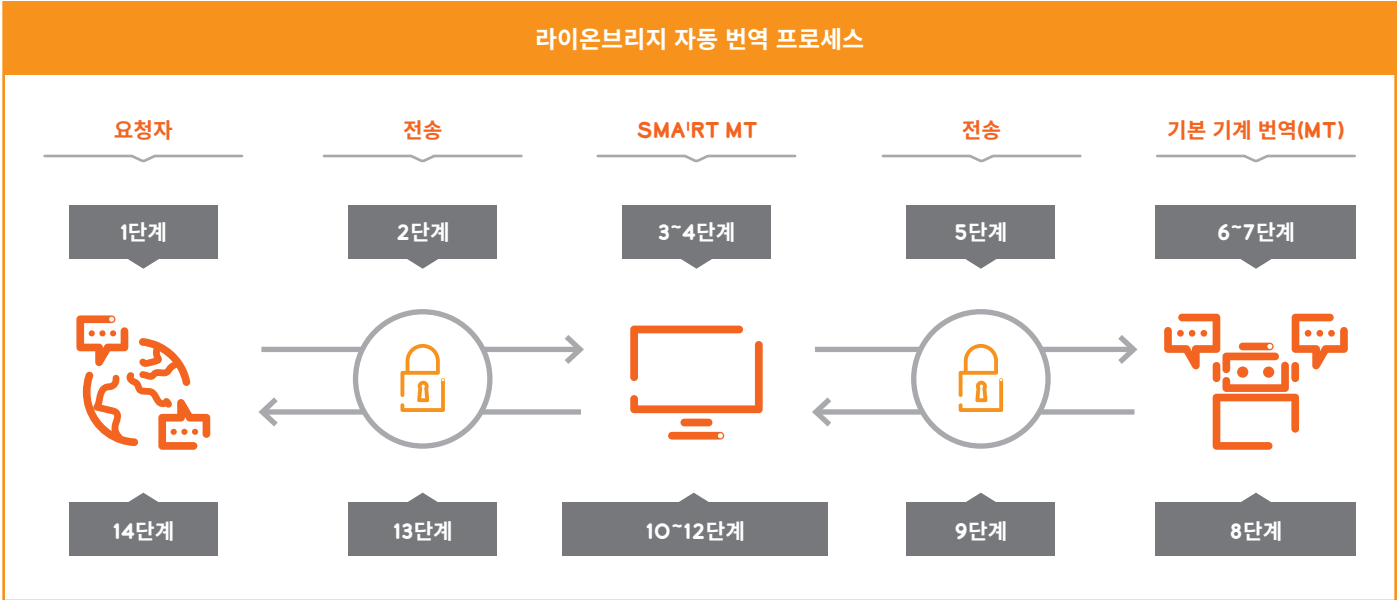 라이온브리지 자동 번역 프로세스
요청자
전송
SMA'RT MT
전송
기본 기계 번역(MT)
1단계
2단계
3~4단계
5단계
6~7단계
14단계
13단계
10~12단계
9단계
8단계